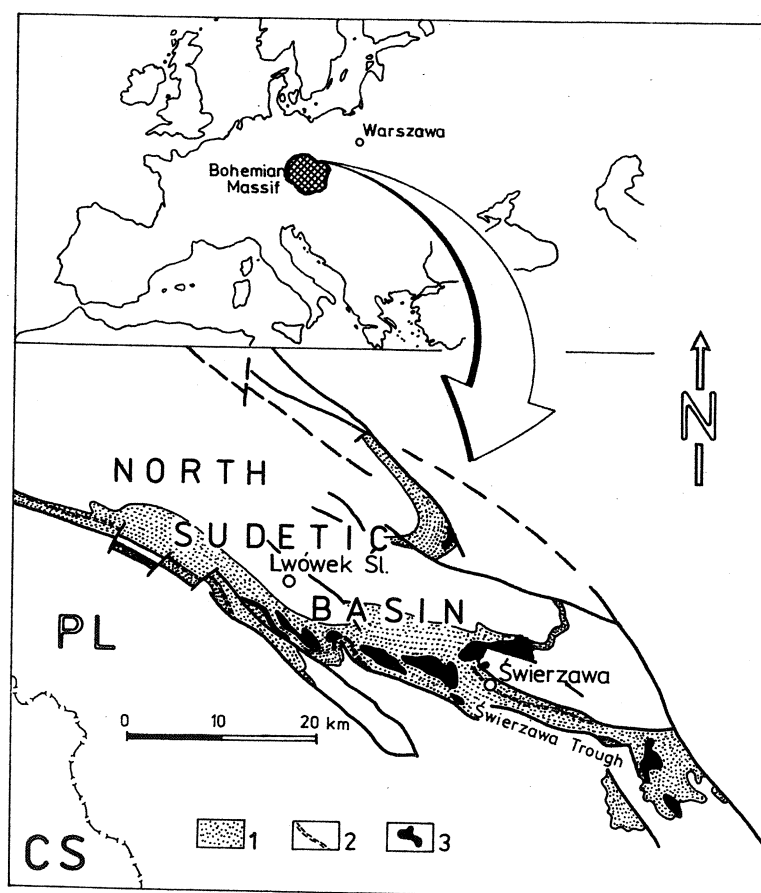 Warszawa
Bohemian
Massif
N
NORTH
SUDETIC
Lwówek Śl.
BASIN
PL
Świerzawa
Świerzawa Trough
0 10 20 km
CS
1 2 3